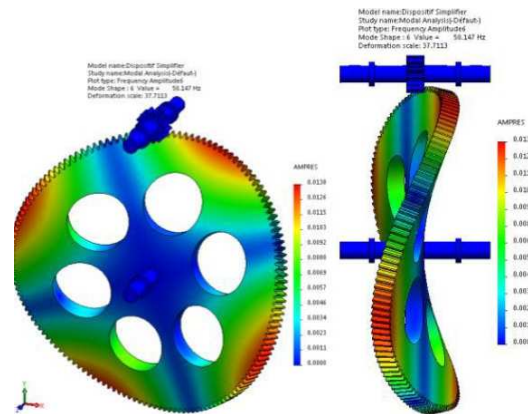 Model name:Dispositif Simplifier
Study name:Modal Analysis(-Défaut-)
Plot type: Frequency Amplitude6
Mode Shape : 6 Value = 50.147 Hz
Deformation scale: 37.7113
AMPRES
0.0138
0.0126
0.0115
0.0103
0.0092
0.0080
0.0069
0.0057
0.0046
0.0034
0.0023
0.0011
0.0000
Y
X
Model name:Dispositif Simplifier
Study name:Modal Analysis(-Défaut-)
Plot type: Frequency Amplitude6
Mode Shape : 6 Value = 50.147 Hz
Deformation scale: 37.7113
AMPRES